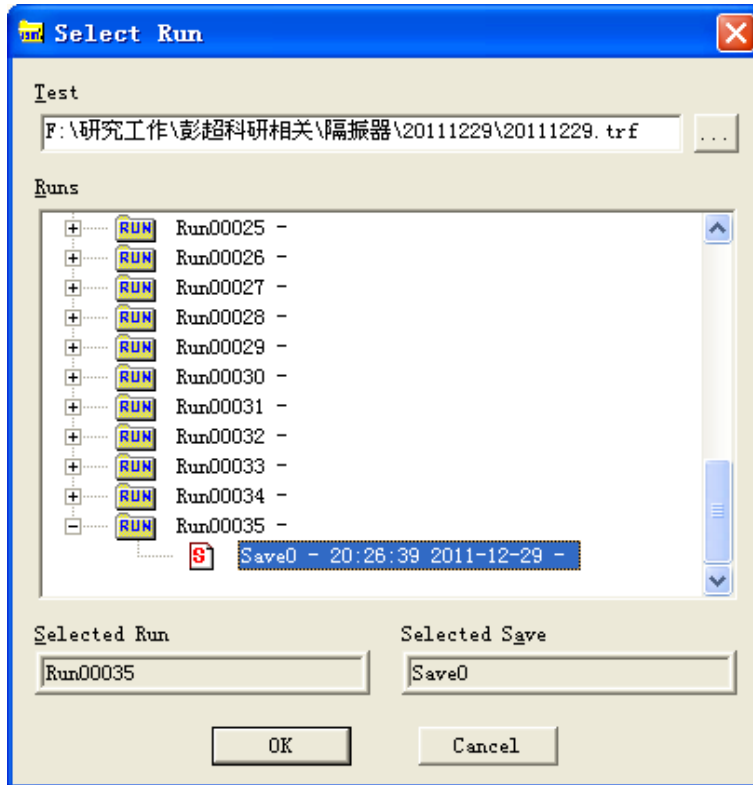 Select Run
Test
F:\研究工作\彭超科研相关\隔振器\20111229\20111229.trf
...
Runs
RUN Run00025 -
RUN Run00026 -
RUN Run00027 -
RUN Run00028 -
RUN Run00029 -
RUN Run00030 -
RUN Run00031 -
RUN Run00032 -
RUN Run00033 -
RUN Run00034 -
RUN Run00035 -
S Save0 - 20:26:39 2011-12-29 -
Selected Run Selected Save
Run00035 Save0
OK Cancel